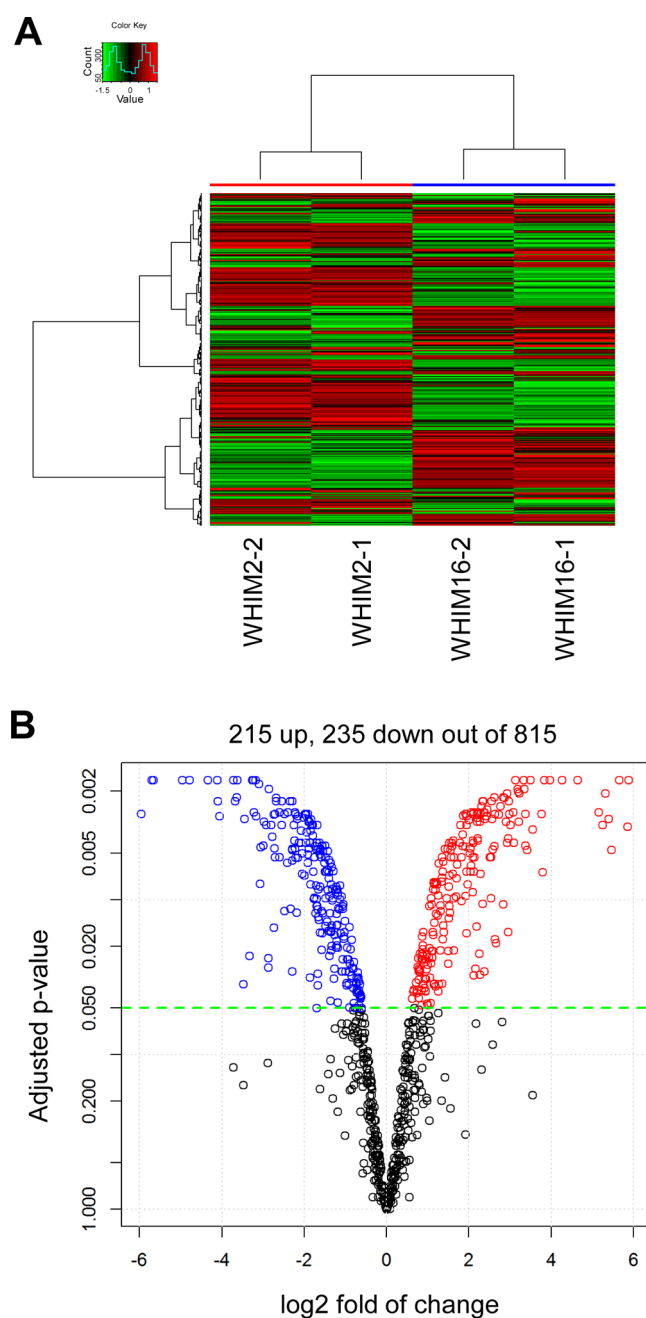 A
Color Key
Count
50 300
-1.5 0 1
Value
WHIM2-2
WHIM2-1
WHIM16-2
WHIM16-1
B
215 up, 235 down out of 815
Adjusted p-value
0.002
0.005
0.020
0.050
0.200
1.000
-6 -4 -2 0 2 4 6
log2 fold of change